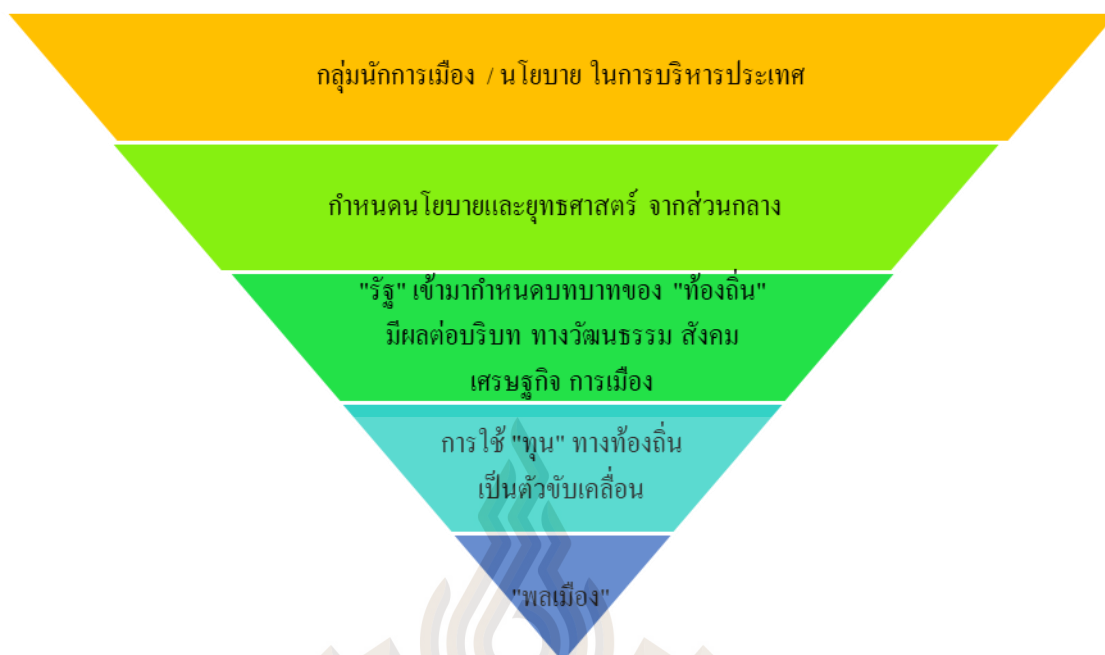 กลุ่มนักการเมือง / นโยบาย ในการบริหารประเทศ
กำหนดนโยบายและยุทธศาสตร์ จากส่วนกลาง
"รัฐ" เข้ามากำหนดบทบาทของ "ท้องถิ่น"
มีผลต่อบริบท ทางวัฒนธรรม สังคม
เศรษฐกิจ การเมือง
การใช้ "ทุน" ทางท้องถิ่น
เป็นตัวขับเคลื่อน
"พลเมือง"